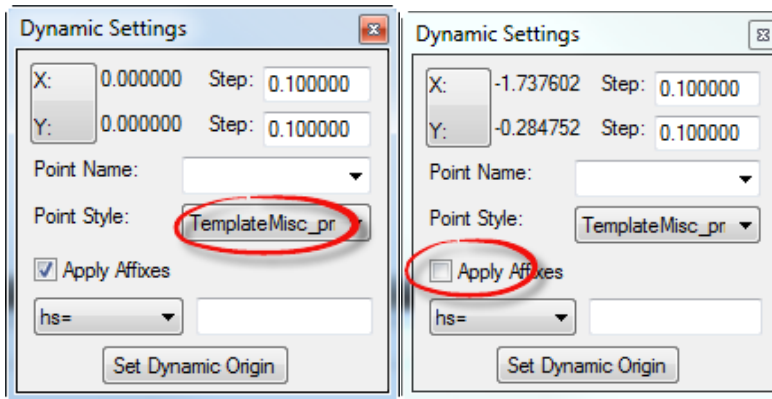 Dynamic Settings
X: 0.000000 Step: 0.100000
Y: 0.000000 Step: 0.100000
Point Name:
Point Style: TemplateMisc_pr
Apply Affixes
hs=
Set Dynamic Origin
Dynamic Settings
X: -1.737602 Step: 0.100000
Y: -0.284752 Step: 0.100000
Point Name:
Point Style: TemplateMisc_pr
Apply Affixes
hs=
Set Dynamic Origin